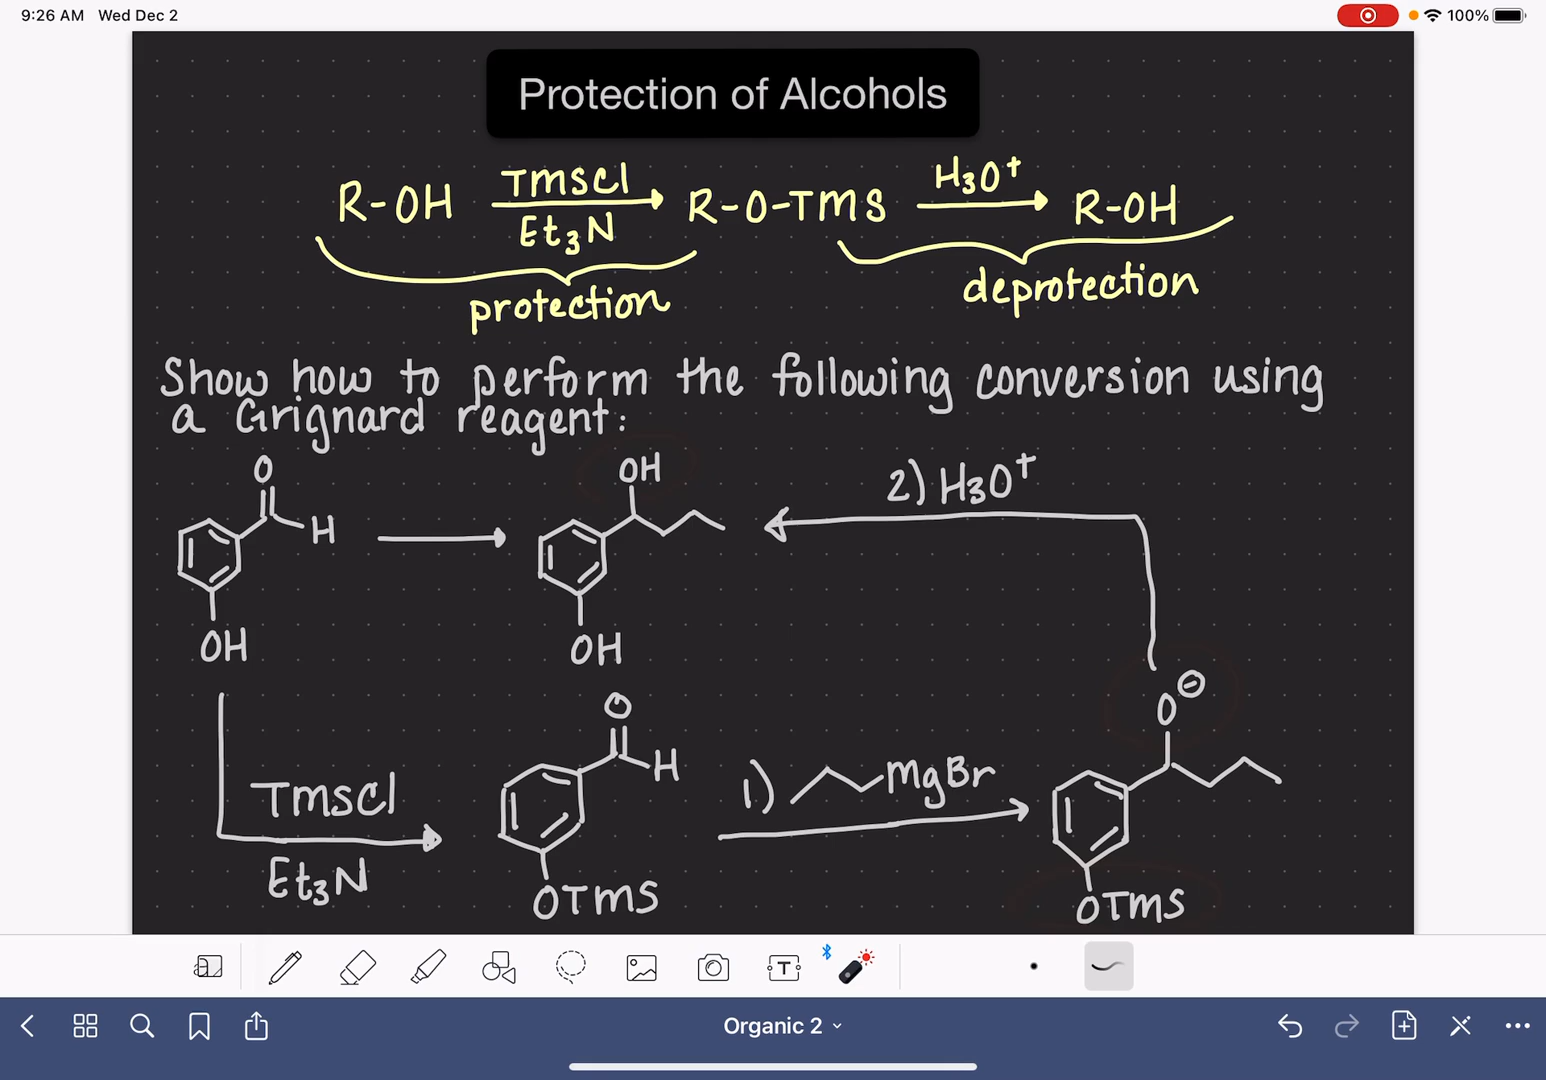 9:26 AM Wed Dec 2
100%
Protection of Alcohols
R-OH TMSCl Et3N R-O-TMS H3O+ R-OH
protection
deprotection
Show how to perform the following conversion using
a Grignard reagent:
O
H
OH
OH
OH
2) H3O+
TMSCl
Et3N
O
H
OTMS
1) MgBr
O⊖
OTMS
T
Organic 2